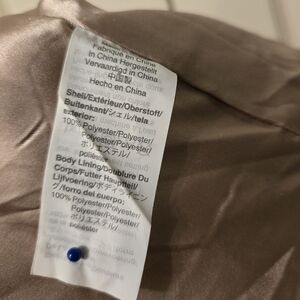 Fabriqué en Chine
in China Hergestellt
Vervaardigd in China
中国製
Hecho en China
Shell/Extérieur/Oberstoff/
Buitenkant/シェル/tela
exterior:
100% Polyester/Polyester/
Polyester/Polyester/
ポリエステル/
poliéster
Body Lining/Doublure Du
Corps/Futter Hauptteil/
Lijfvoering/ボディライニン
グ/forro del cuerpo:
100% Polyester/Polyester/
Polyester/Polyester/
ポリエステル/
poliéster